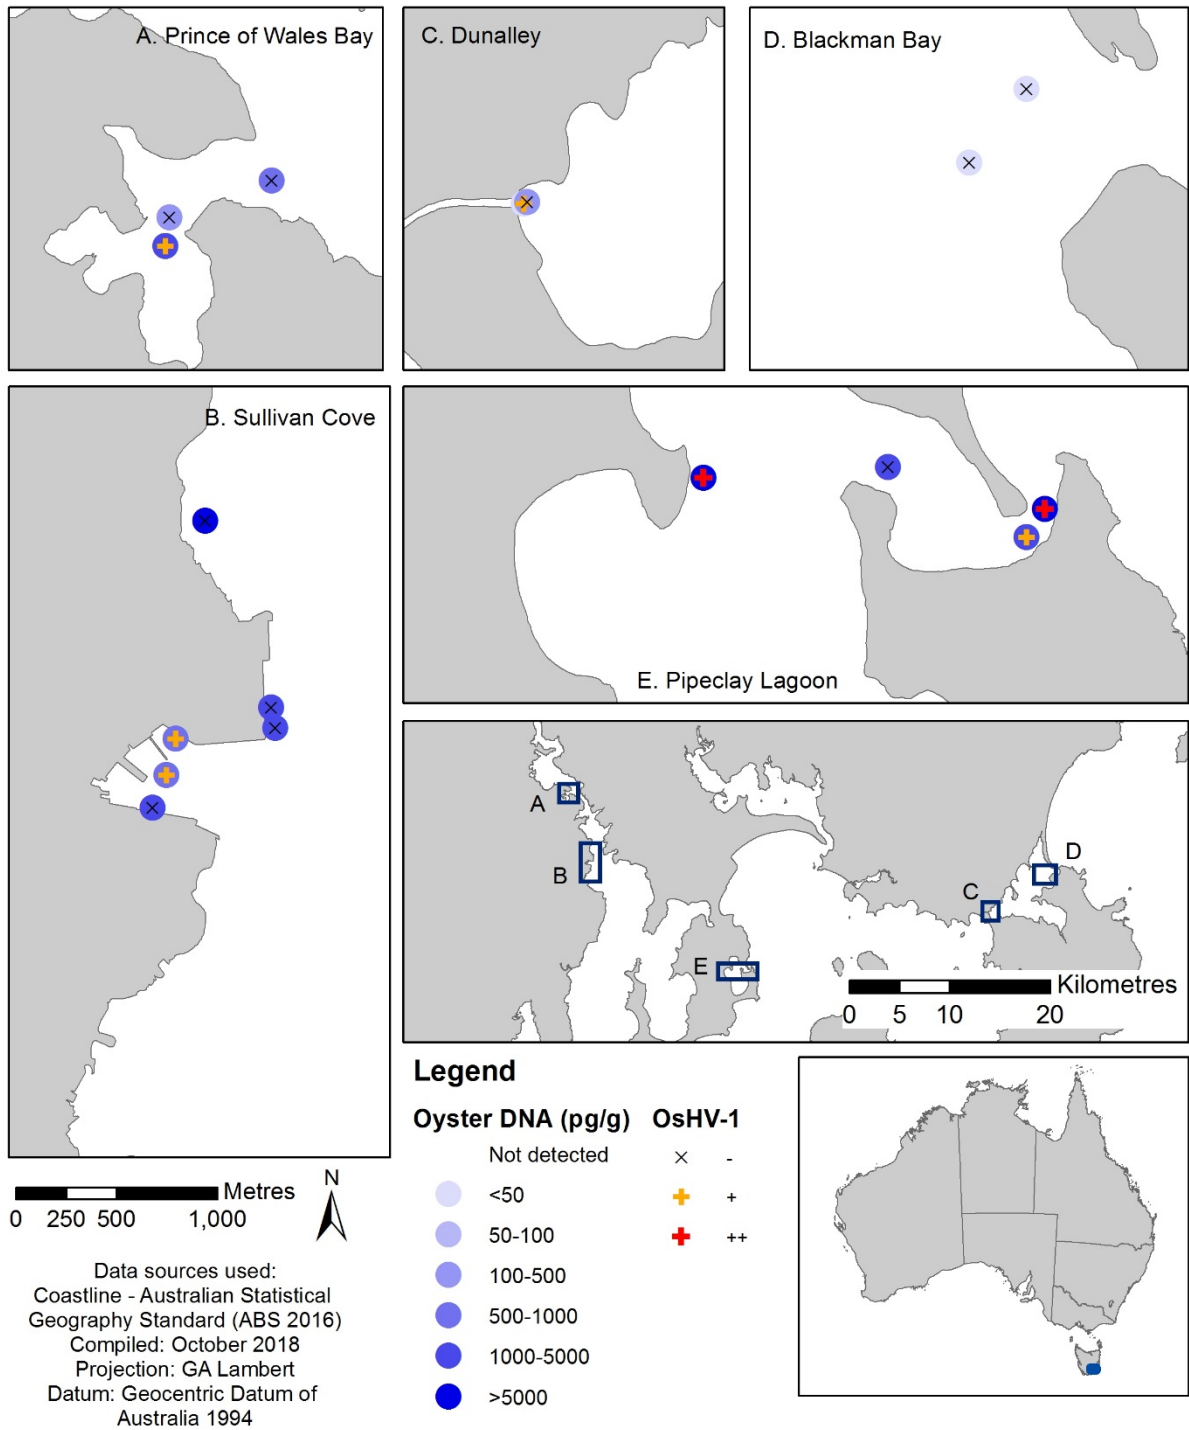 A. Prince of Wales Bay
C. Dunalley
D. Blackman Bay
B. Sullivan Cove
E. Pipeclay Lagoon
A
B
C
D
E
Kilometres
0 5 10 20
Legend
Oyster DNA (pg/g) OsHV-1
Not detected -
<50 +
50-100 ++
100-500
500-1000
1000-5000
>5000
Metres
0 250 500 1,000
N
Data sources used:
Coastline - Australian Statistical
Geography Standard (ABS 2016)
Compiled: October 2018
Projection: GA Lambert
Datum: Geocentric Datum of
Australia 1994